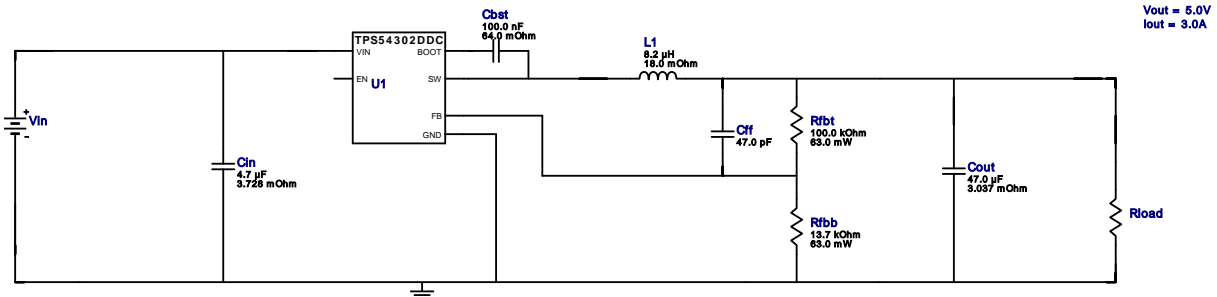 Vout = 5.0V
Iout = 3.0A
Cbst
100.0 nF
64.0 mOhm
TPS54302DDC
VIN
BOOT
EN
U1
SW
FB
GND
L1
8.2 µH
18.0 mOhm
+
Vin
-
Cin
4.7 µF
3.728 mOhm
Cff
47.0 pF
Rfbt
100.0 kOhm
63.0 mW
Rfbb
13.7 kOhm
63.0 mW
Cout
47.0 µF
3.037 mOhm
Rload